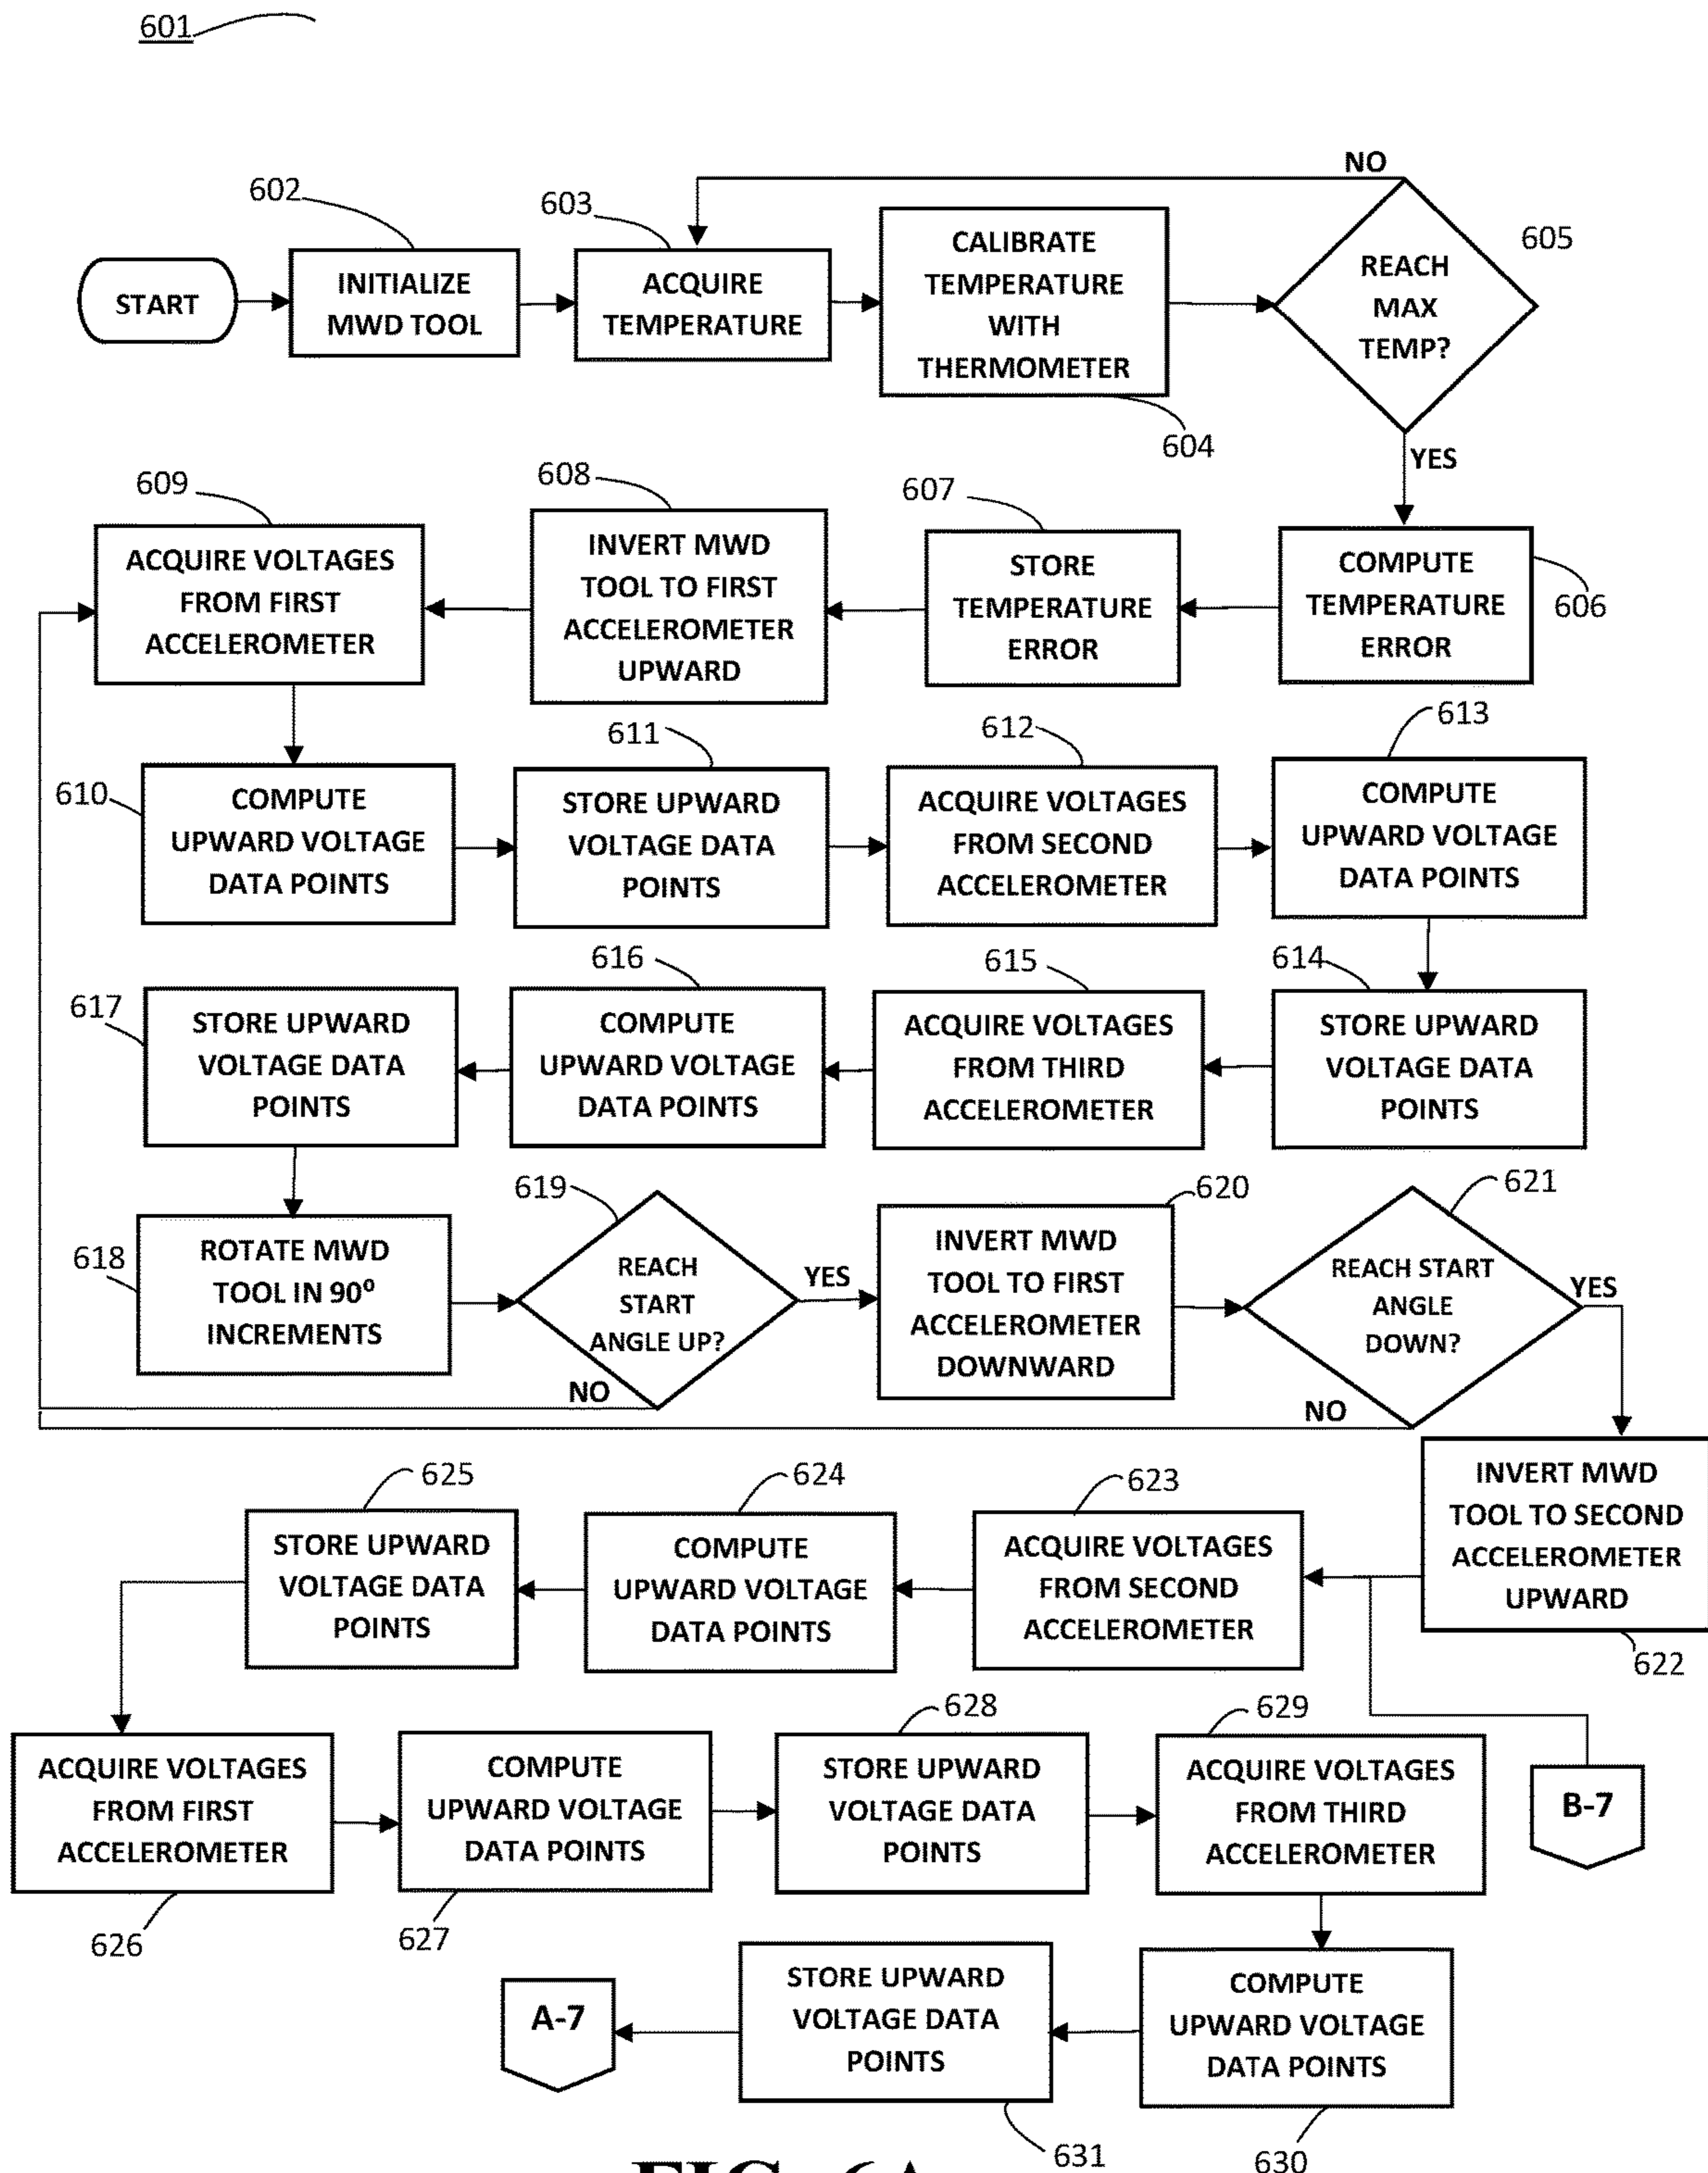 601
NO
602
603
605
START
INITIALIZE
MWD TOOL
ACQUIRE
TEMPERATURE
CALIBRATE
TEMPERATURE
WITH
THERMOMETER
REACH
MAX
TEMP?
604
YES
609
608
607
606
ACQUIRE VOLTAGES
FROM FIRST
ACCELEROMETER
INVERT MWD
TOOL TO FIRST
ACCELEROMETER
UPWARD
STORE
TEMPERATURE
ERROR
COMPUTE
TEMPERATURE
ERROR
611
612
613
610
COMPUTE
UPWARD VOLTAGE
DATA POINTS
STORE UPWARD
VOLTAGE DATA
POINTS
ACQUIRE VOLTAGES
FROM SECOND
ACCELEROMETER
COMPUTE
UPWARD VOLTAGE
DATA POINTS
617
616
615
614
STORE UPWARD
VOLTAGE DATA
POINTS
COMPUTE
UPWARD VOLTAGE
DATA POINTS
ACQUIRE VOLTAGES
FROM THIRD
ACCELEROMETER
STORE UPWARD
VOLTAGE DATA
POINTS
619
620
621
618
ROTATE MWD
TOOL IN 90º
INCREMENTS
REACH
START
ANGLE UP?
YES
INVERT MWD
TOOL TO FIRST
ACCELEROMETER
DOWNWARD
REACH START
ANGLE
DOWN?
YES
NO
NO
625
624
623
STORE UPWARD
VOLTAGE DATA
POINTS
COMPUTE
UPWARD VOLTAGE
DATA POINTS
ACQUIRE VOLTAGES
FROM SECOND
ACCELEROMETER
INVERT MWD
TOOL TO SECOND
ACCELEROMETER
UPWARD
622
628
629
ACQUIRE VOLTAGES
FROM FIRST
ACCELEROMETER
COMPUTE
UPWARD VOLTAGE
DATA POINTS
STORE UPWARD
VOLTAGE DATA
POINTS
ACQUIRE VOLTAGES
FROM THIRD
ACCELEROMETER
B-7
626
627
A-7
STORE UPWARD
VOLTAGE DATA
POINTS
COMPUTE
UPWARD VOLTAGE
DATA POINTS
631
630
FIG. 6A